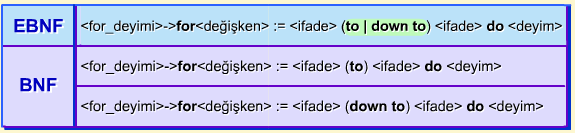 EBNF <for_deyimi>-><b>for</b><değişken> := <ifade> (to | down to) <ifade> do <deyim>
BNF
<for_deyimi>->for<değişken> := <ifade> (to) <ifade> do <deyim>
<for_deyimi>->for<değişken> := <ifade> (down to) <ifade> do <deyim>